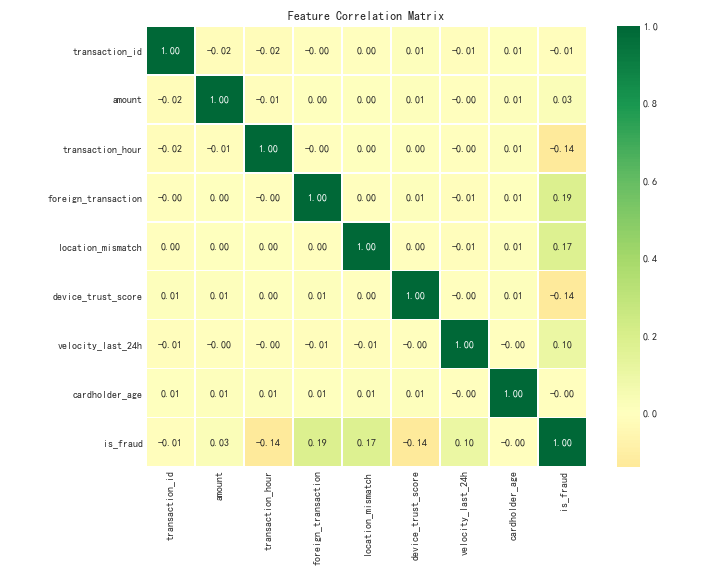 Feature Correlation Matrix
transaction_id 1.00 -0.02 -0.02 -0.00 0.00 0.01 -0.01 0.01 -0.01
amount -0.02 1.00 -0.01 0.00 0.00 0.01 -0.00 0.01 0.03
transaction_hour -0.02 -0.01 1.00 -0.00 0.00 0.00 -0.00 0.01 -0.14
foreign_transaction -0.00 0.00 -0.00 1.00 0.00 0.01 -0.01 0.01 0.19
location_mismatch 0.00 0.00 0.00 0.00 1.00 0.00 -0.01 0.01 0.17
device_trust_score 0.01 0.01 0.00 0.01 0.00 1.00 -0.00 0.01 -0.14
velocity_last_24h -0.01 -0.00 -0.00 -0.01 -0.01 -0.00 1.00 -0.00 0.10
cardholder_age 0.01 0.01 0.01 0.01 0.01 0.01 -0.00 1.00 -0.00
is_fraud -0.01 0.03 -0.14 0.19 0.17 -0.14 0.10 -0.00 1.00
transaction_id
amount
transaction_hour
foreign_transaction
location_mismatch
device_trust_score
velocity_last_24h
cardholder_age
is_fraud
1.0
0.8
0.6
0.4
0.2
0.0